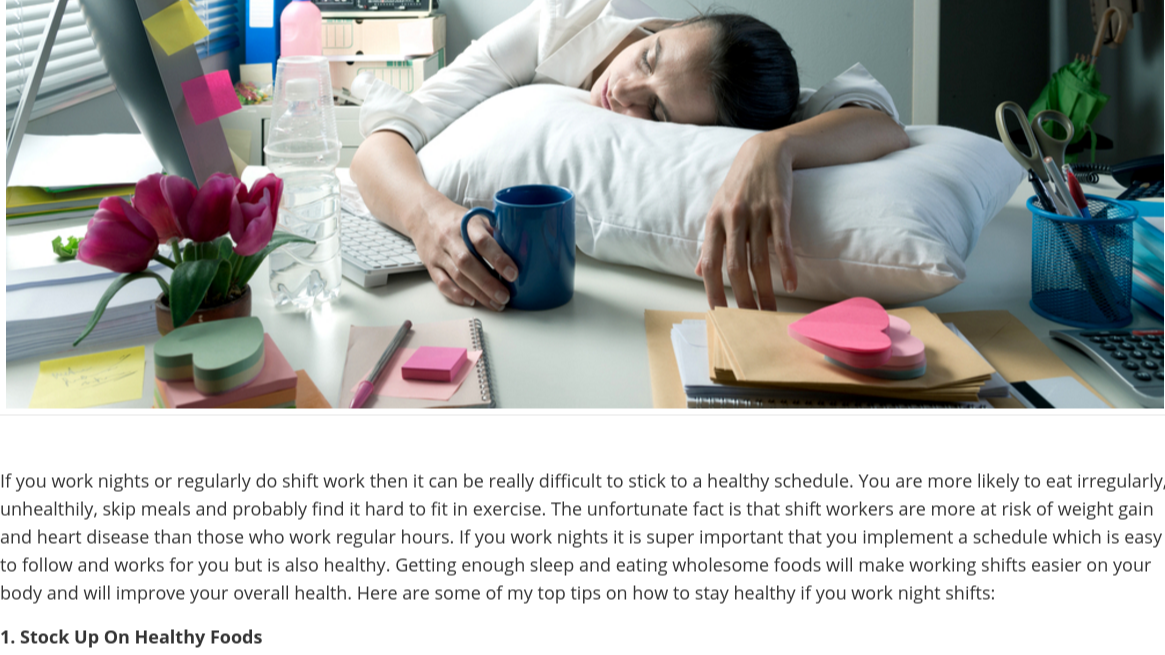 If you work nights or regularly do shift work then it can be really difficult to stick to a healthy schedule. You are more likely to eat irregularly,
unhealthily, skip meals and probably find it hard to fit in exercise. The unfortunate fact is that shift workers are more at risk of weight gain
and heart disease than those who work regular hours. If you work nights it is super important that you implement a schedule which is easy
to follow and works for you but is also healthy. Getting enough sleep and eating wholesome foods will make working shifts easier on your
body and will improve your overall health. Here are some of my top tips on how to stay healthy if you work night shifts:
1. Stock Up On Healthy Foods